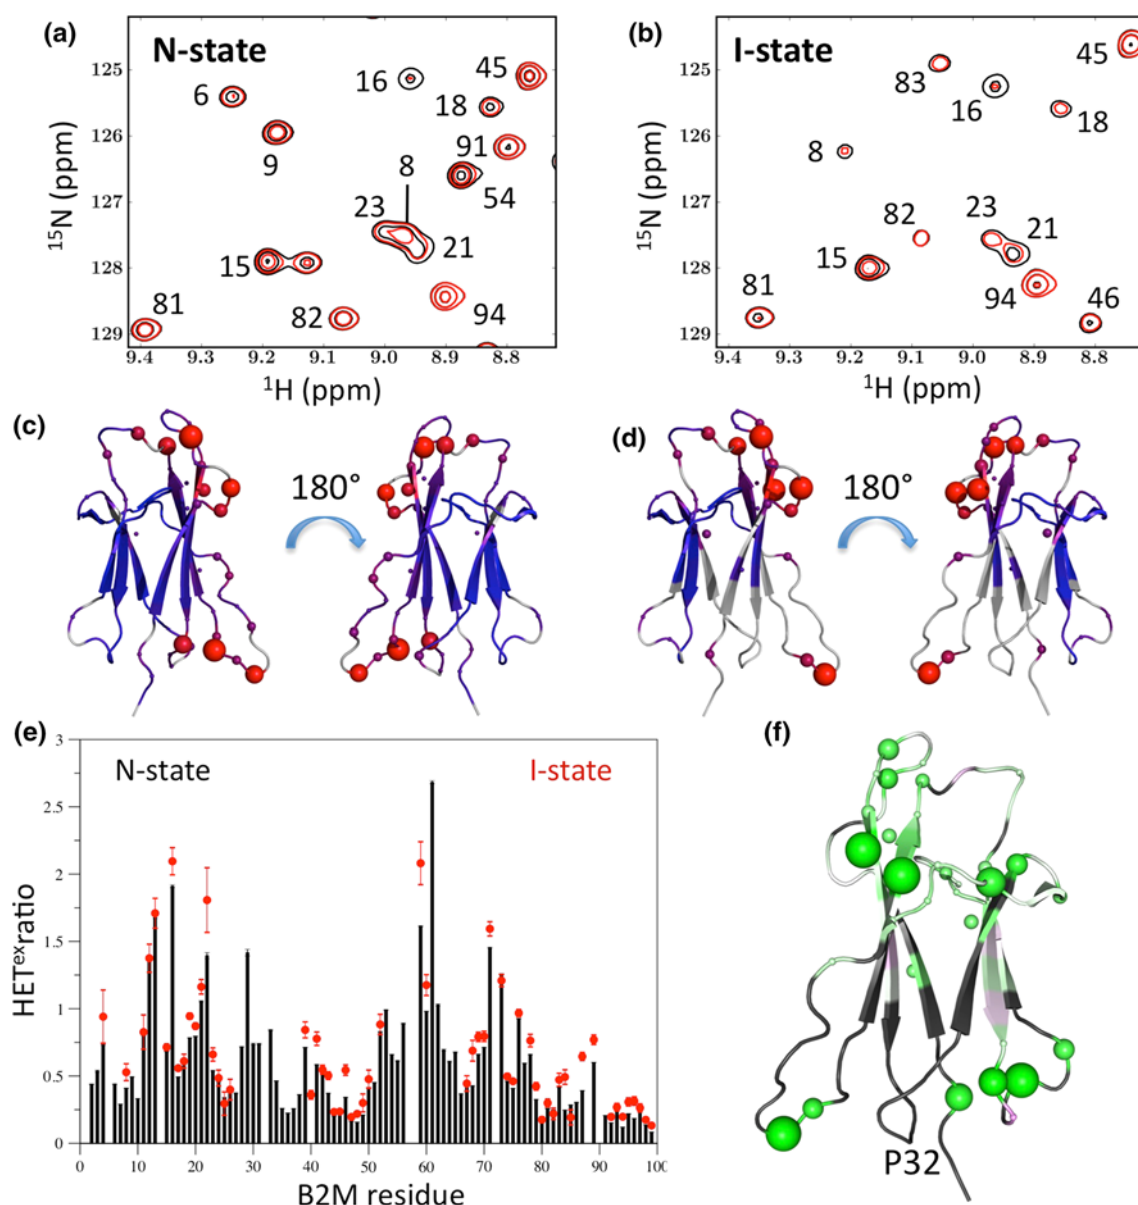 (a)
N-state
125
126
127
128
129
¹⁵N (ppm)
6
16
45
18
9
91
8
54
23
21
15
81
82
94
9.4 9.3 9.2 9.1 9.0 8.9 8.8
¹H (ppm)
(b)
I-state
125
126
127
128
129
¹⁵N (ppm)
45
83
16
18
8
82
23
21
15
81
94
46
9.4 9.3 9.2 9.1 9.0 8.9 8.8
¹H (ppm)
(c)
180°
(d)
180°
(e)
N-state
I-state
3
2.5
2
1.5
1
0.5
0
HETᵉˣratio
0 10 20 30 40 50 60 70 80 90 100
B2M residue
(f)
P32